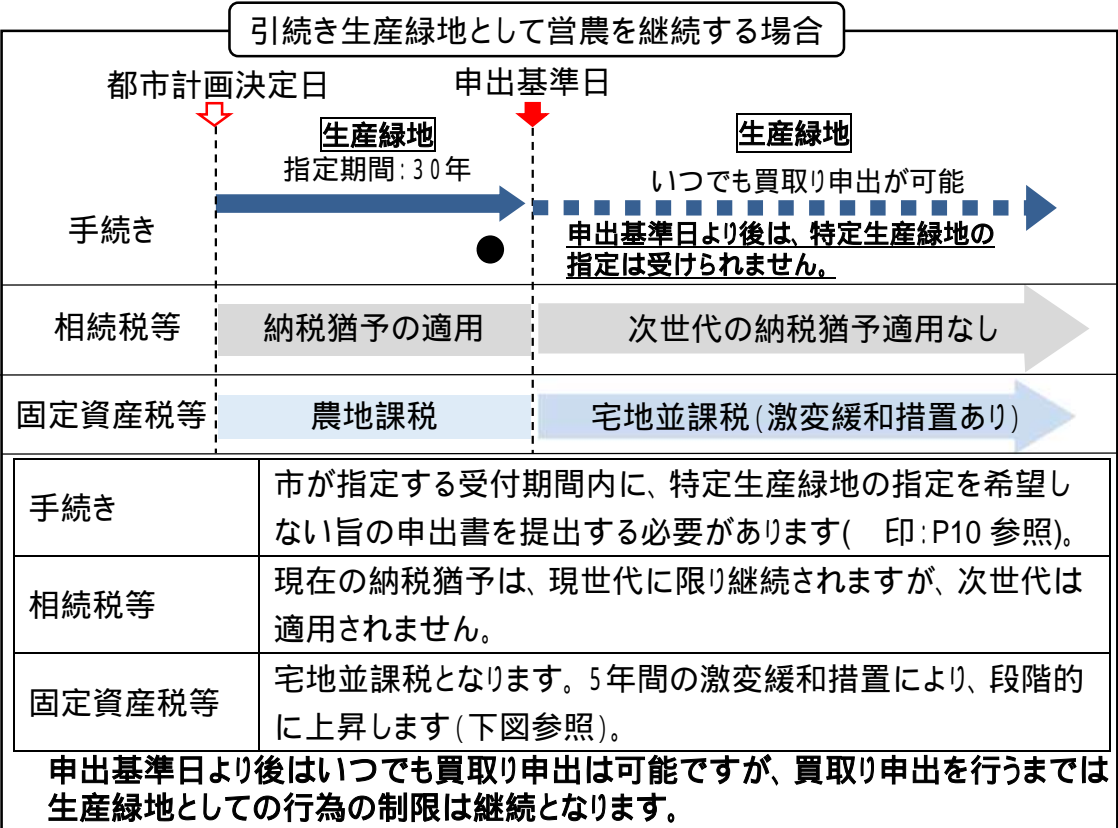 引続き生産緑地として営農を継続する場合
都市計画決定日
申出基準日
生産緑地
指定期間:30年
生産緑地
いつでも買取り申出が可能
手続き
●
申出基準日より後は、特定生産緑地の
指定は受けられません。
相続税等
納税猶予の適用
次世代の納税猶予適用なし
固定資産税等
農地課税
宅地並課税(激変緩和措置あり)
手続き
市が指定する受付期間内に、特定生産緑地の指定を希望し
ない旨の申出書を提出する必要があります(　印:P10 参照)。
相続税等
現在の納税猶予は、現世代に限り継続されますが、次世代は
適用されません。
固定資産税等
宅地並課税となります。5年間の激変緩和措置により、段階的
に上昇します(下図参照)。
申出基準日より後はいつでも買取り申出は可能ですが、買取り申出を行うまでは
生産緑地としての行為の制限は継続となります。